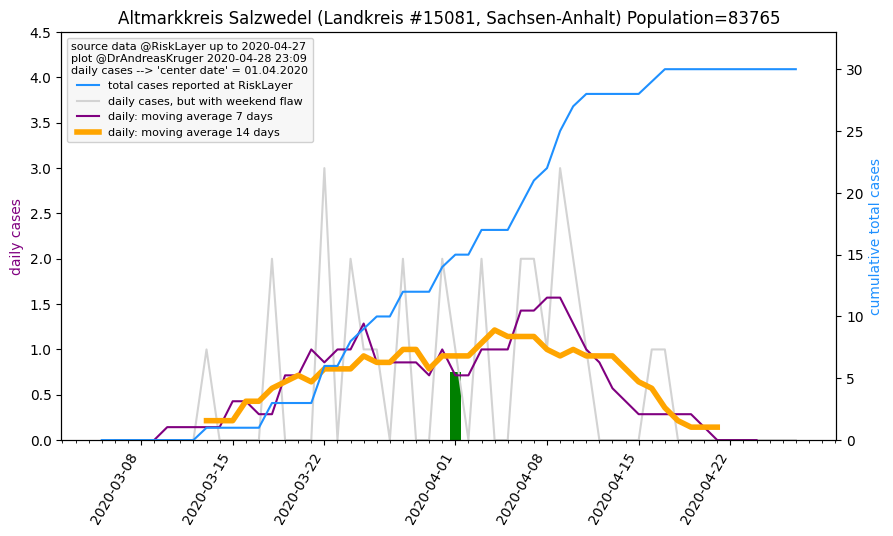 Altmarkkreis Salzwedel (Landkreis #15081, Sachsen-Anhalt) Population=83765
source data @RiskLayer up to 2020-04-27
plot @DrAndreasKruger 2020-04-28 23:09
daily cases --> 'center date' = 01.04.2020
total cases reported at RiskLayer
daily cases, but with weekend flaw
daily: moving average 7 days
daily: moving average 14 days
daily cases
4.5
4.0
3.5
3.0
2.5
2.0
1.5
1.0
0.5
0.0
30
25
20
15
10
5
0
cumulative total cases
2020-03-08
2020-03-15
2020-03-22
2020-04-01
2020-04-08
2020-04-15
2020-04-22